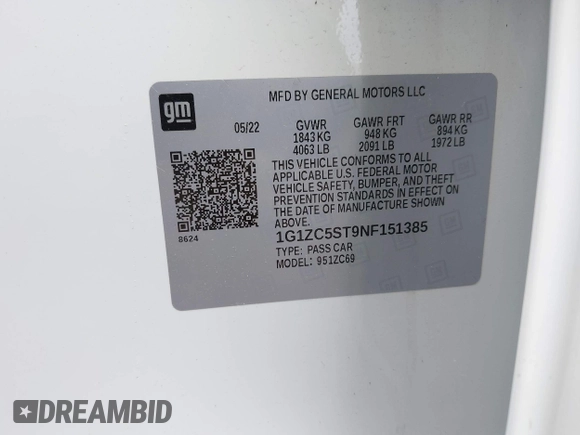 gm
MFD BY GENERAL MOTORS LLC
05/22
GVWR GAWR FRT GAWR RR
1843 KG 948 KG 894 KG
4063 LB 2091 LB 1972 LB
THIS VEHICLE CONFORMS TO ALL
APPLICABLE U.S. FEDERAL MOTOR
VEHICLE SAFETY, BUMPER, AND THEFT
PREVENTION STANDARDS IN EFFECT ON
THE DATE OF MANUFACTURE SHOWN
ABOVE.
8624
1G1ZC5ST9NF151385
TYPE: PASS CAR
MODEL: 951ZC69
DREAMBID